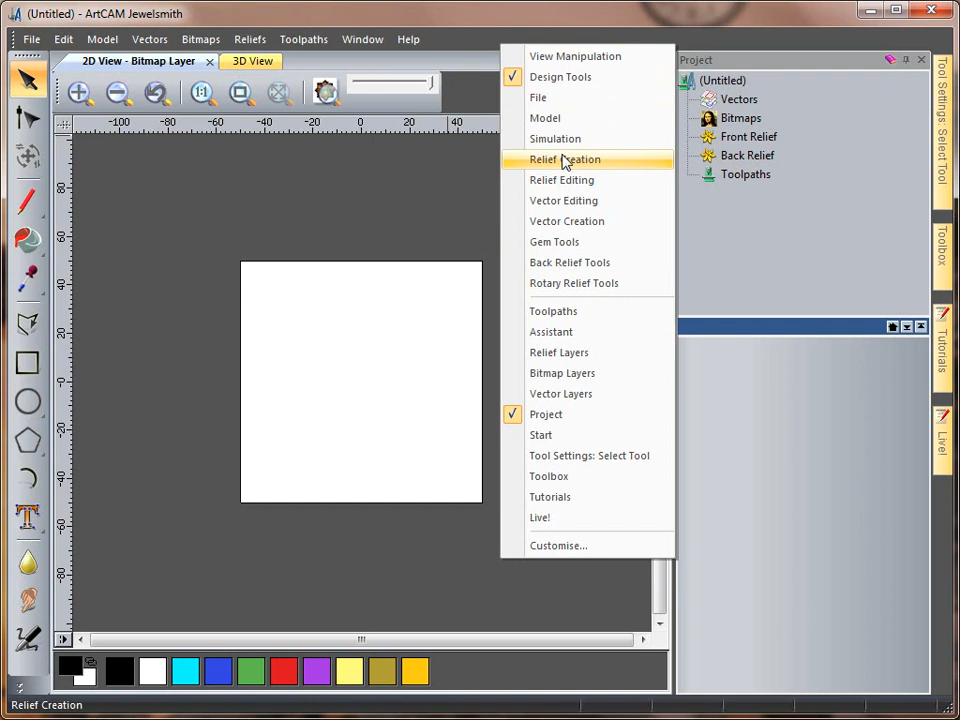 (Untitled) - ArtCAM Jewelsmith
File Edit Model Vectors Bitmaps Reliefs Toolpaths Window Help
2D View - Bitmap Layer
3D View
-100 -80 -60 -40 -20 0 20 40
80
60
40
20
-0
-20
-40
-60
-80
View Manipulation
Design Tools
File
Model
Simulation
Relief Creation
Relief Editing
Vector Editing
Vector Creation
Gem Tools
Back Relief Tools
Rotary Relief Tools
Toolpaths
Assistant
Relief Layers
Bitmap Layers
Vector Layers
Project
Start
Tool Settings: Select Tool
Toolbox
Tutorials
Live!
Customise...
Project
(Untitled)
Vectors
Bitmaps
Front Relief
Back Relief
Toolpaths
Tool Settings: Select Tool
Toolbox
Tutorials
Live!
Relief Creation